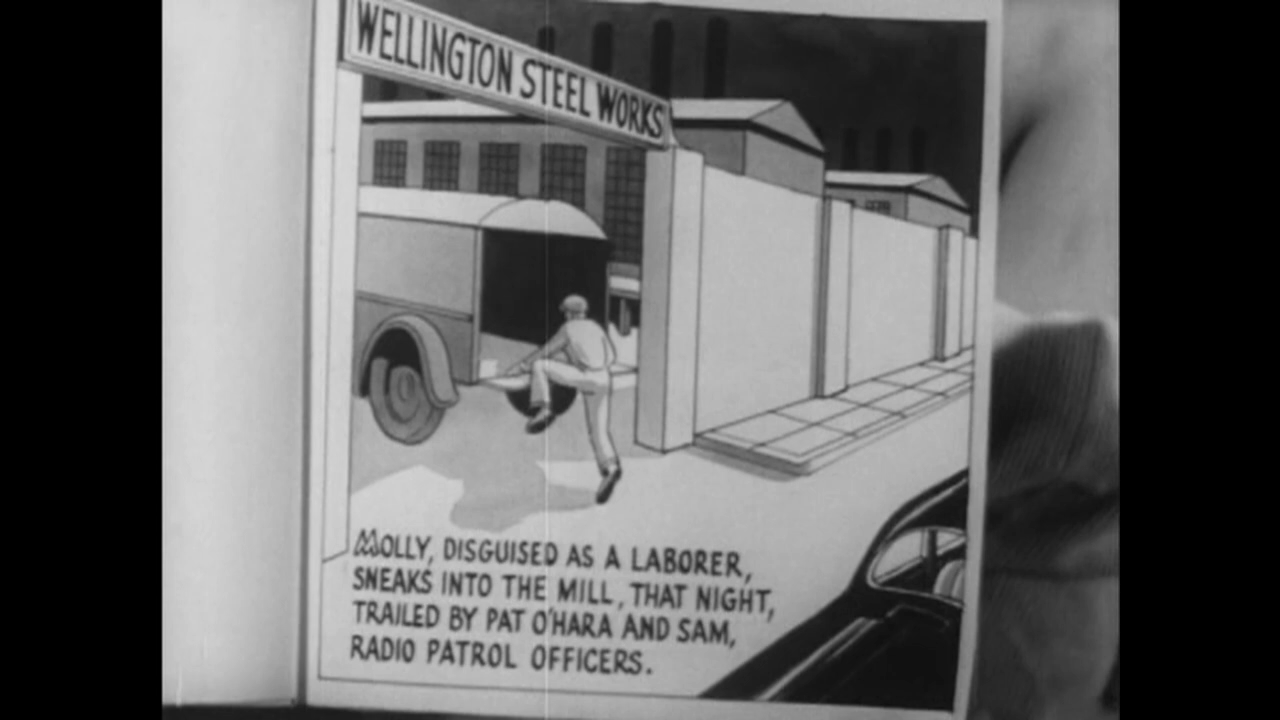 WELLINGTON STEEL WORKS
MOLLY, DISGUISED AS A LABORER,
SNEAKS INTO THE MILL, THAT NIGHT,
TRAILED BY PAT O'HARA AND SAM,
RADIO PATROL OFFICERS.